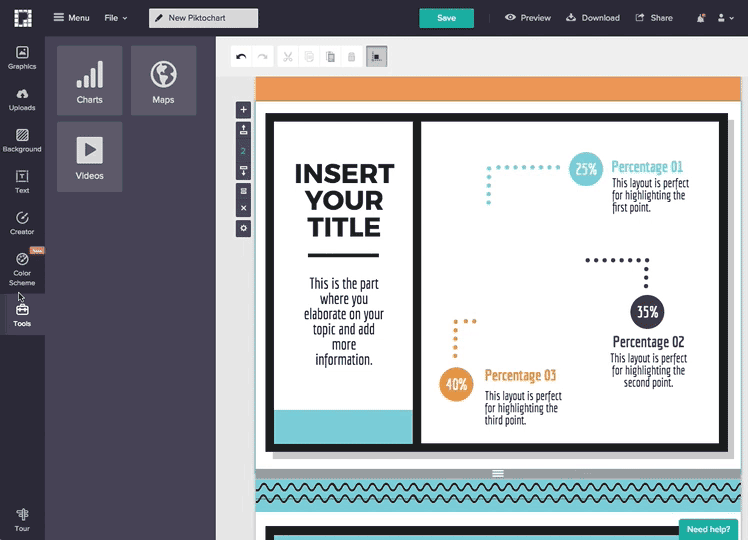 Menu
File
New Piktochart
Save
Preview
Download
Share
Graphics
Uploads
Background
Text
Creator
New
Color
Scheme
Tools
Tour
Charts
Maps
Videos
2
INSERT
YOUR
TITLE
This is the part
where you
elaborate on your
topic and add
more
information.
25%
Percentage 01
This layout is perfect
for highlighting the
first point.
35%
Percentage 02
This layout is perfect
for highlighting the
second point.
40%
Percentage 03
This layout is perfect
for highlighting the
third point.
Need help?